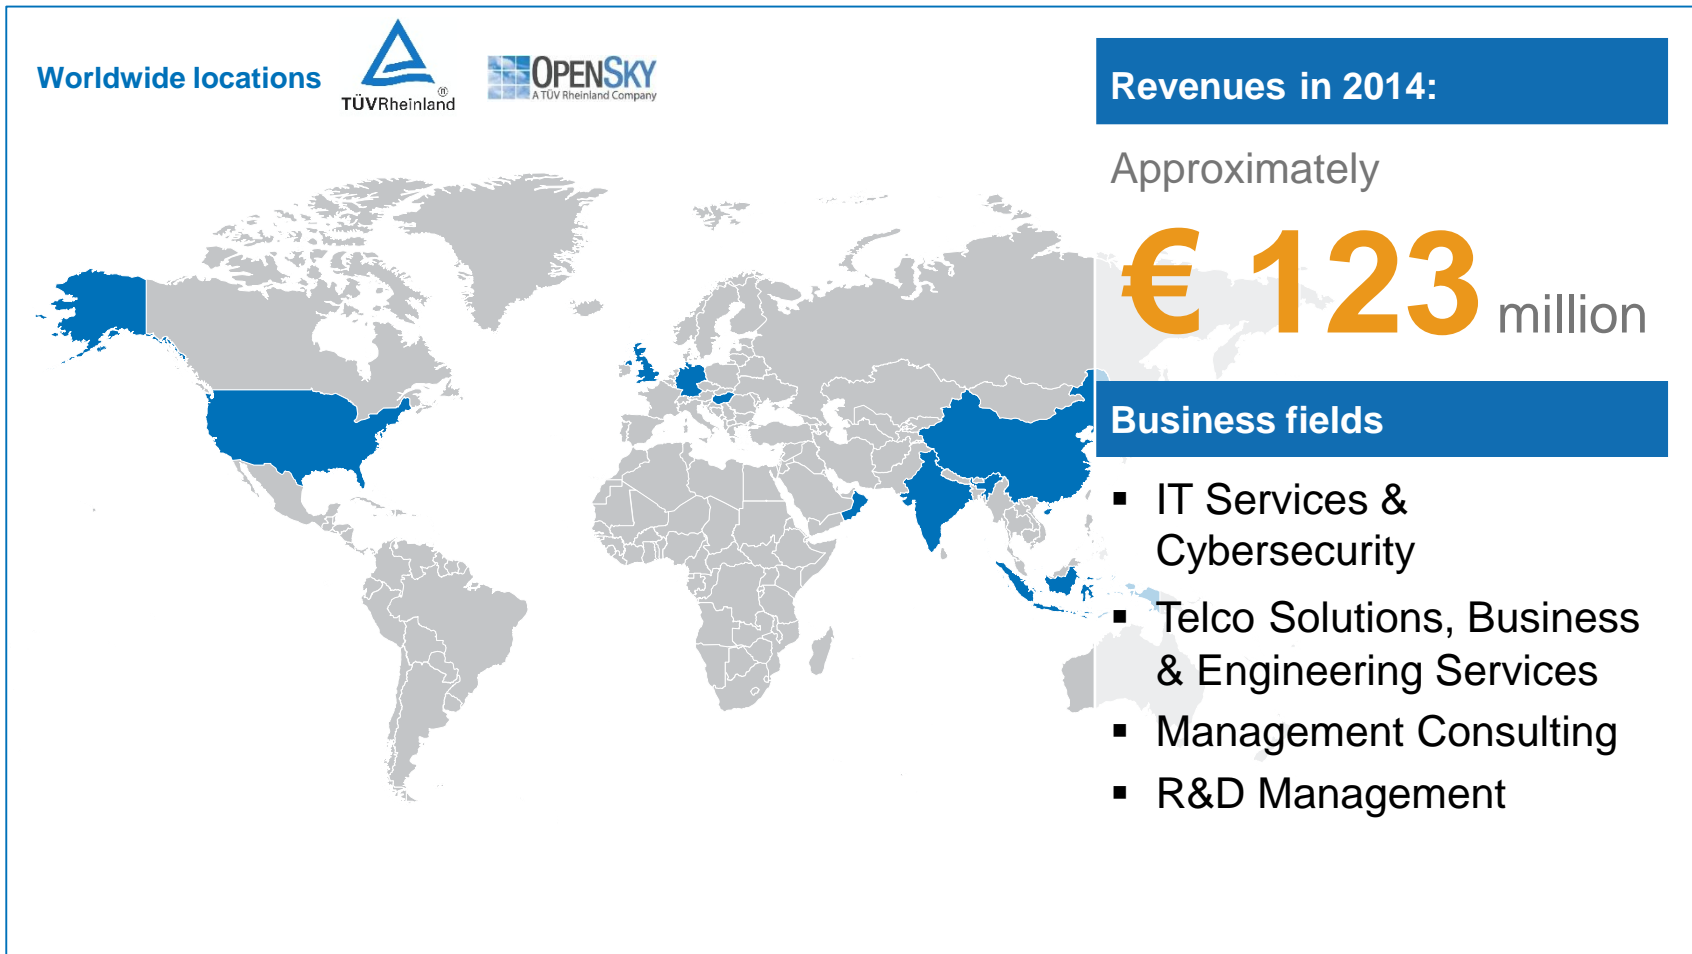 Worldwide locations
TÜVRheinland
®
OPENSKY
A TÜV Rheinland Company
Revenues in 2014:
Approximately
€ 123 million
Business fields
▪ IT Services &
Cybersecurity
▪ Telco Solutions, Business
& Engineering Services
▪ Management Consulting
▪ R&D Management